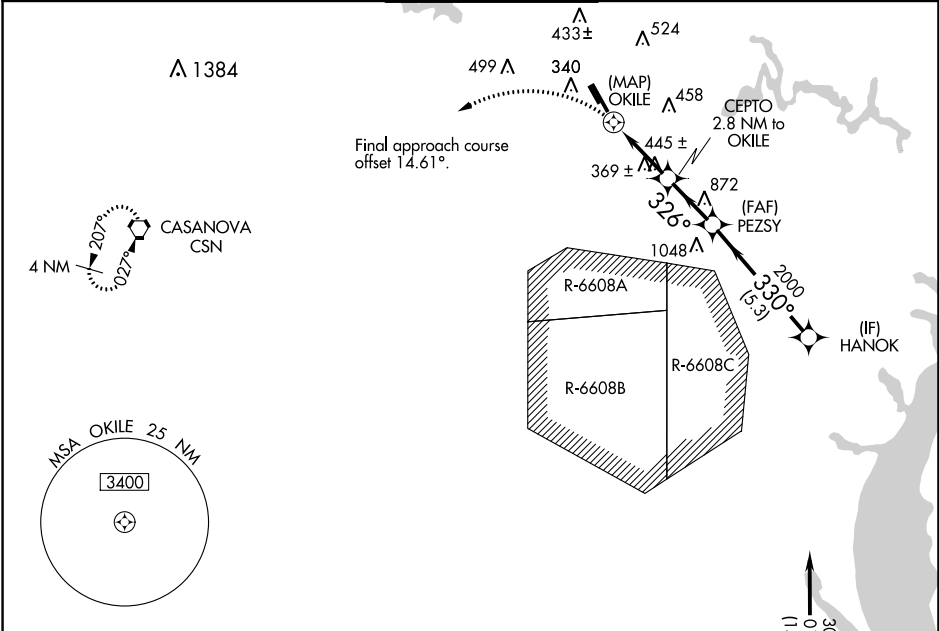 433±
524
1384
499
340
(MAP)
OKILE
458
CEPTO
2.8 NM to
OKILE
Final approach course
offset 14.61°.
445 ±
369 ±
872
326°
(FAF)
PEZSY
1048
207°
027°
CASANOVA
CSN
4 NM
2000
330°
(5.3)
(IF)
HANOK
R-6608A
R-6608C
R-6608B
MSA OKILE 25 NM
3400